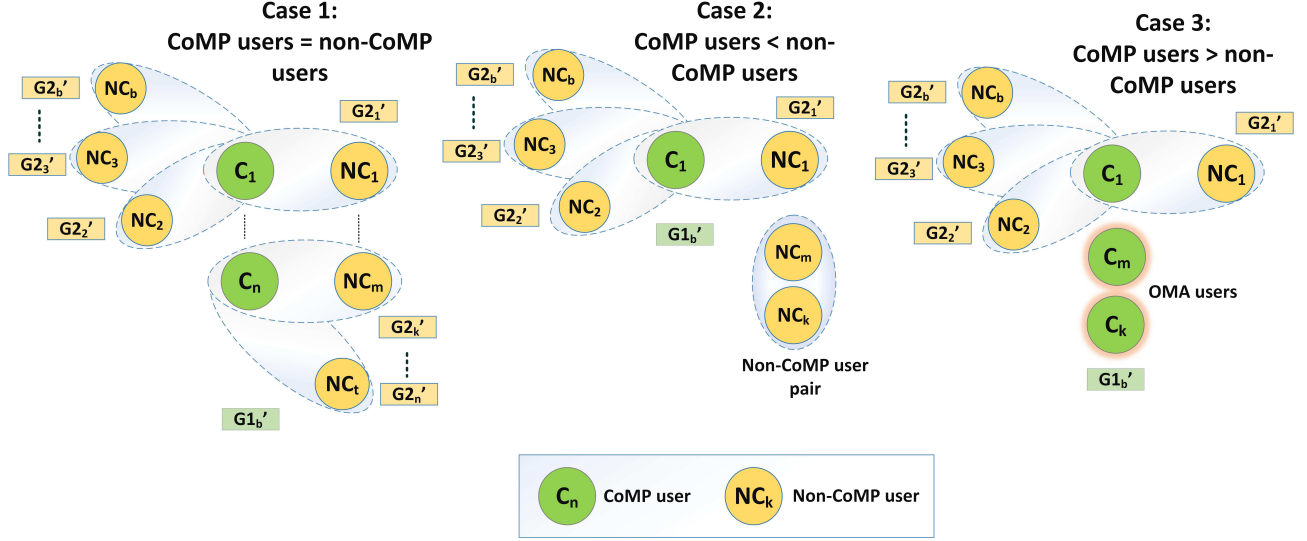 Case 1:
CoMP users = non-CoMP
users
G2b’
NCb
G21’
NC3
G23’
C1
NC1
NC2
G22’
Cn
NCm
G2k’
NCt
G2n’
G1b’
Case 2:
CoMP users < non-
CoMP users
G2b’
NCb
G21’
NC3
G23’
C1
NC1
NC2
G22’
G1b’
NCm
NCk
Non-CoMP user
pair
Case 3:
CoMP users > non-
CoMP users
G2b’
NCb
G21’
NC3
G23’
C1
NC1
NC2
G22’
Cm
OMA users
Ck
G1b’
Cn
CoMP user
NCk
Non-CoMP user